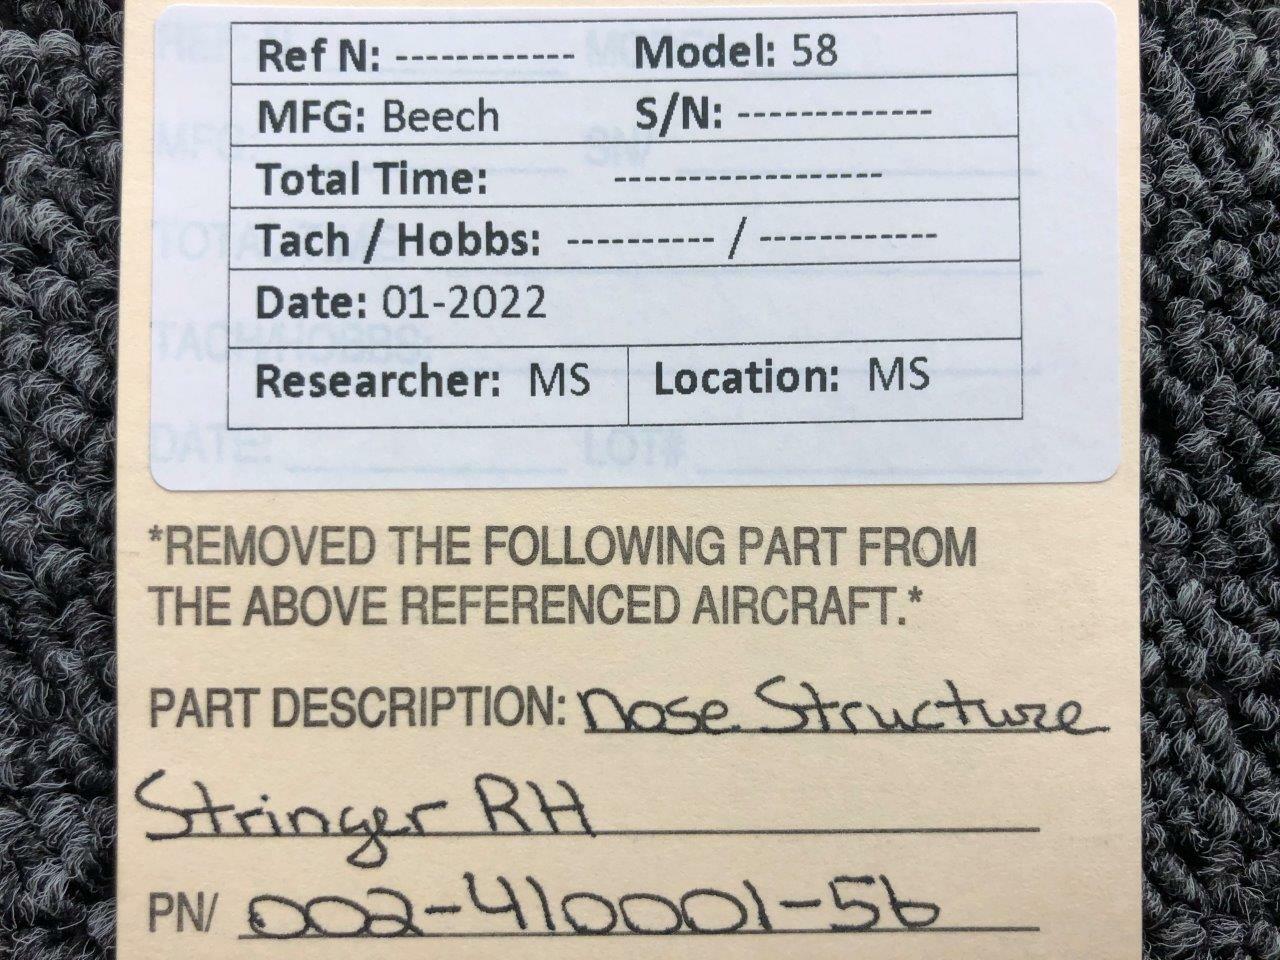 Ref N: ------------ Model: 58
MFG: Beech S/N: -------------
Total Time: ------------------
Tach / Hobbs: ---------- / ------------
Date: 01-2022
Researcher: MS Location: MS
*REMOVED THE FOLLOWING PART FROM
THE ABOVE REFERENCED AIRCRAFT.*
PART DESCRIPTION: Nose Structure
Stringer RH
PN/ 002-410001-56